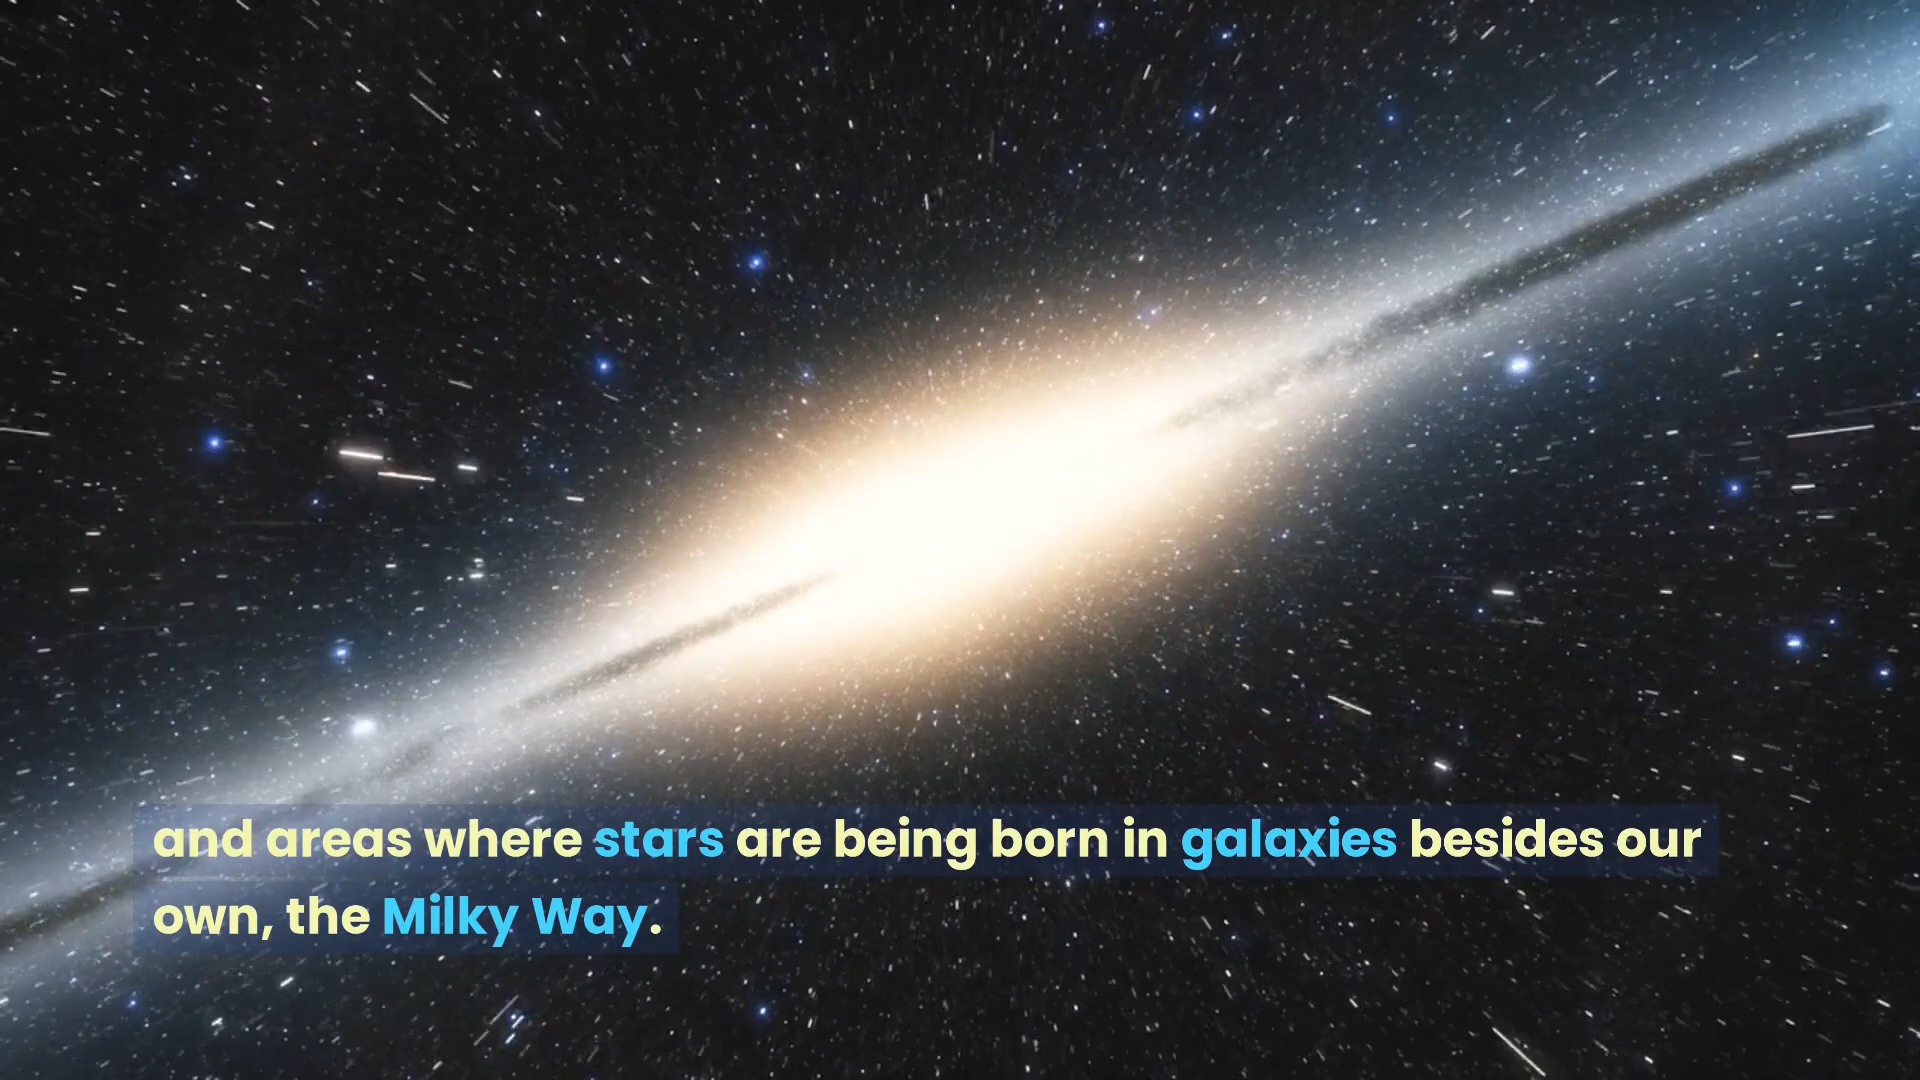 and areas where stars are being born in galaxies besides our
own, the Milky Way.